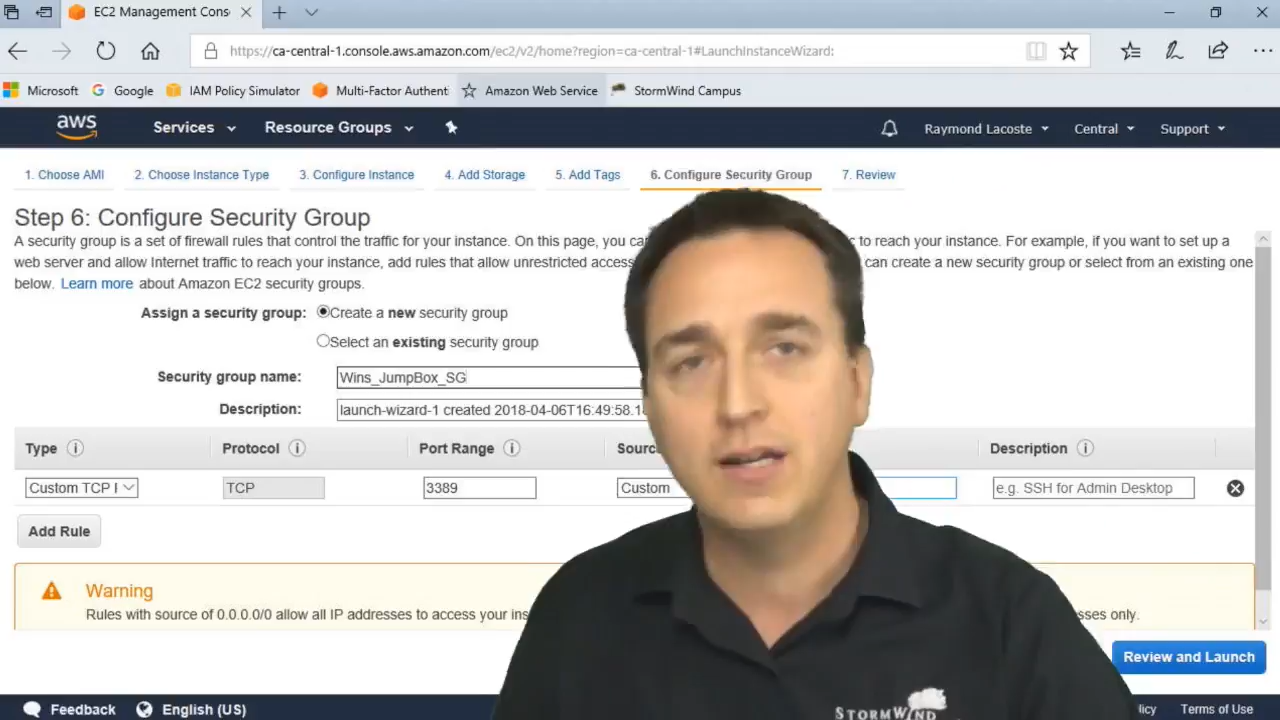 EC2 Management Cons
https://ca-central-1.console.aws.amazon.com/ec2/v2/home?region=ca-central-1#LaunchInstanceWizard:
Microsoft Google IAM Policy Simulator Multi-Factor Authenti Amazon Web Service StormWind Campus
aws Services Resource Groups Raymond Lacoste Central Support
1. Choose AMI 2. Choose Instance Type 3. Configure Instance 4. Add Storage 5. Add Tags 6. Configure Security Group 7. Review
Step 6: Configure Security Group
A security group is a set of firewall rules that control the traffic for your instance. On this page, you can to reach your instance. For example, if you want to set up a
web server and allow Internet traffic to reach your instance, add rules that allow unrestricted access can create a new security group or select from an existing one
below. Learn more about Amazon EC2 security groups.
Assign a security group: Create a new security group
Select an existing security group
Security group name: Wins_JumpBox_SG
Description: launch-wizard-1 created 2018-04-06T16:49:58.1
Type Protocol Port Range Source Description
Custom TCP TCP 3389 Custom e.g. SSH for Admin Desktop
Add Rule
Warning
Rules with source of 0.0.0.0/0 allow all IP addresses to access your ins sses only.
Review and Launch
Feedback English (US) licy Terms of Use
STORMWIND